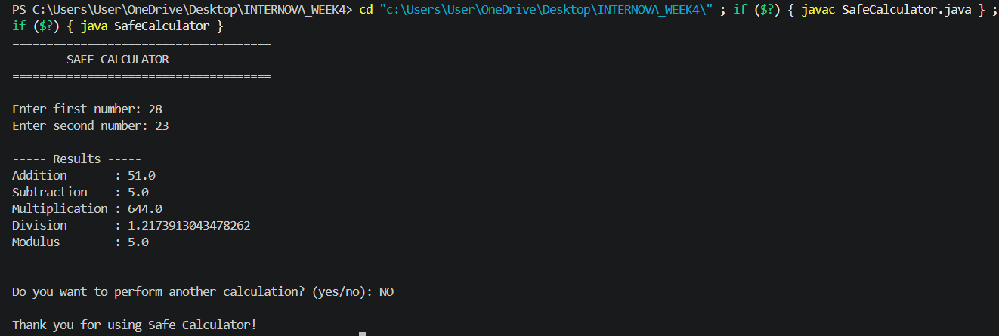 PS C:\Users\User\OneDrive\Desktop\INTERNOVA_WEEK4> cd "c:\Users\User\OneDrive\Desktop\INTERNOVA_WEEK4\" ; if ($?) { javac SafeCalculator.java } ;
if ($?) { java SafeCalculator }
======================================
        SAFE CALCULATOR
======================================
Enter first number: 28
Enter second number: 23
----- Results -----
Addition       : 51.0
Subtraction    : 5.0
Multiplication : 644.0
Division       : 1.2173913043478262
Modulus        : 5.0
--------------------------------------
Do you want to perform another calculation? (yes/no): NO
Thank you for using Safe Calculator!